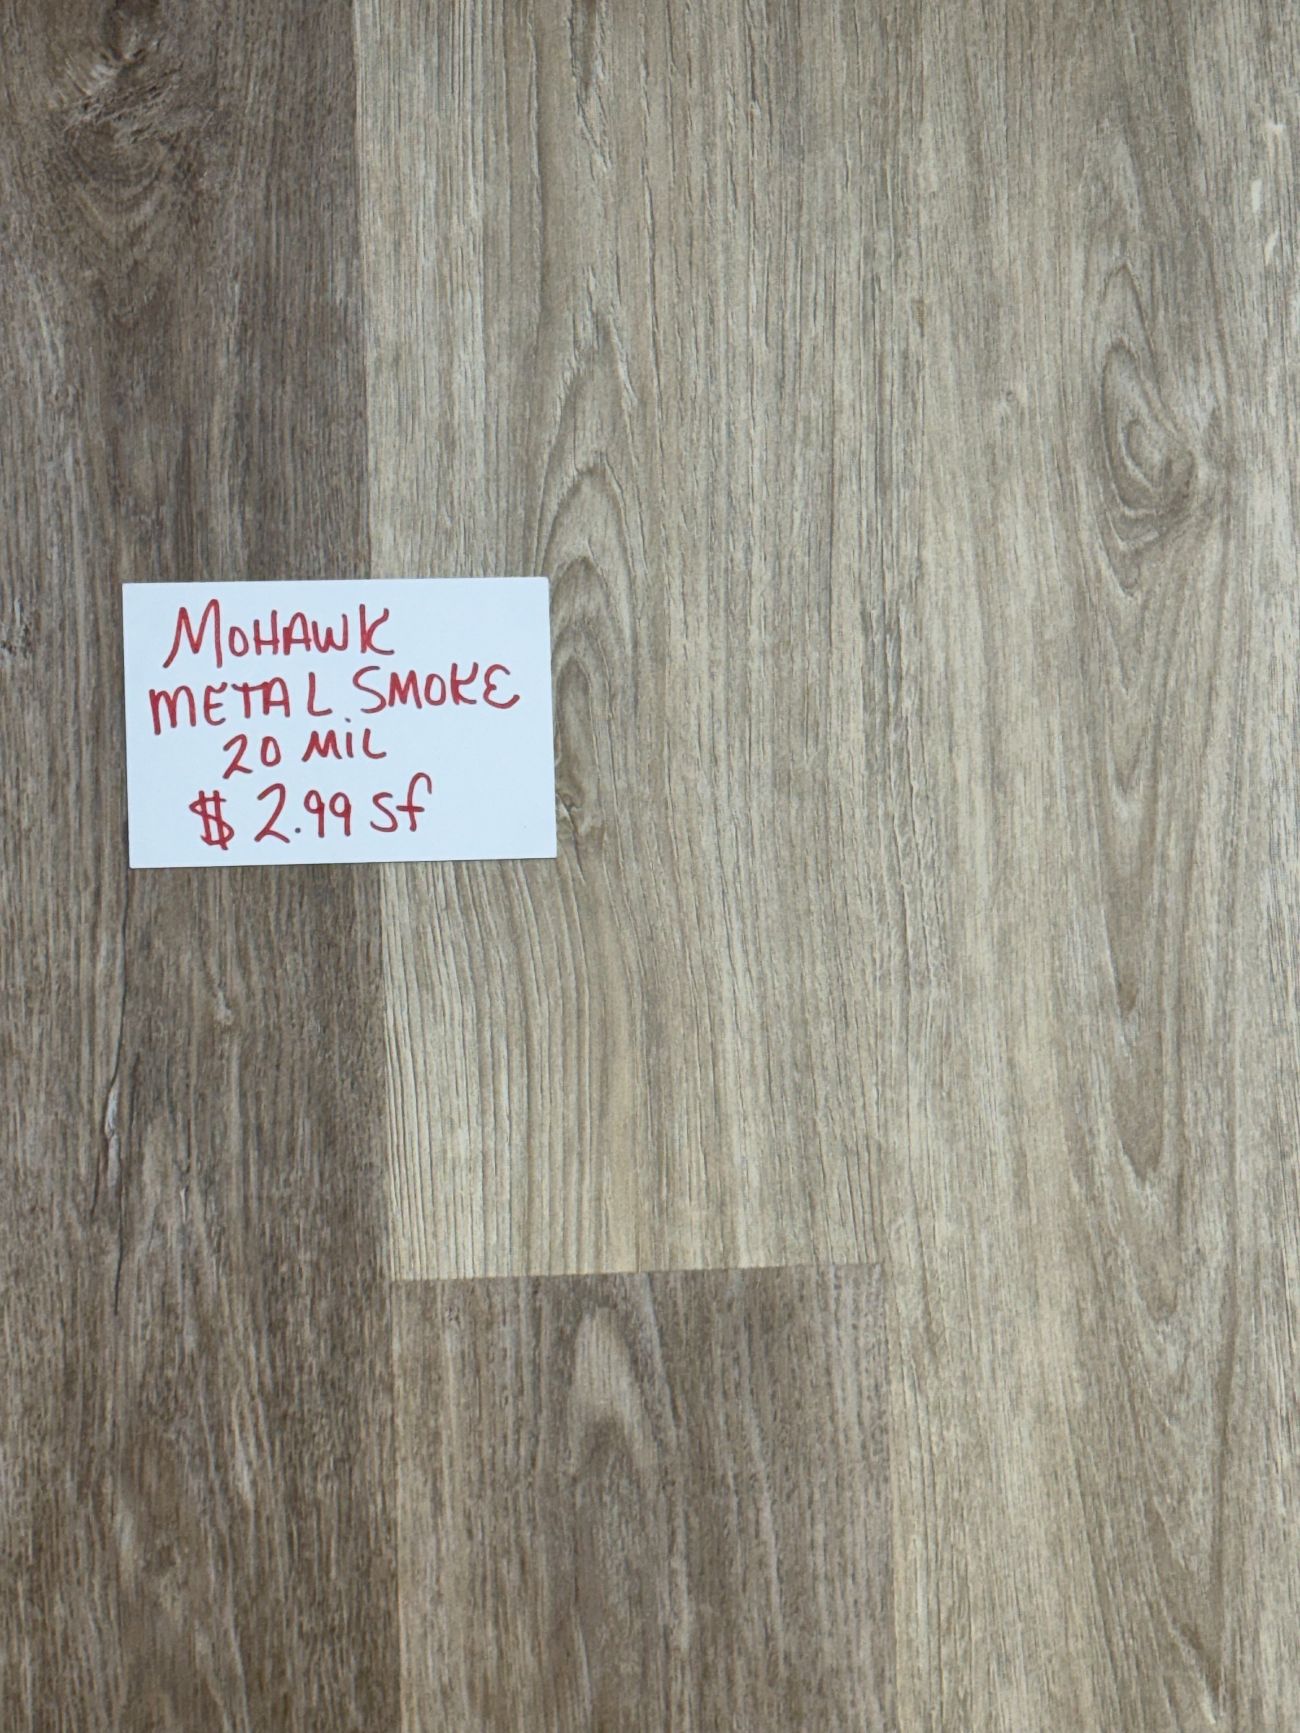 MOHAWK
METAL SMOKE
20 MIL
$ 2.99 sf